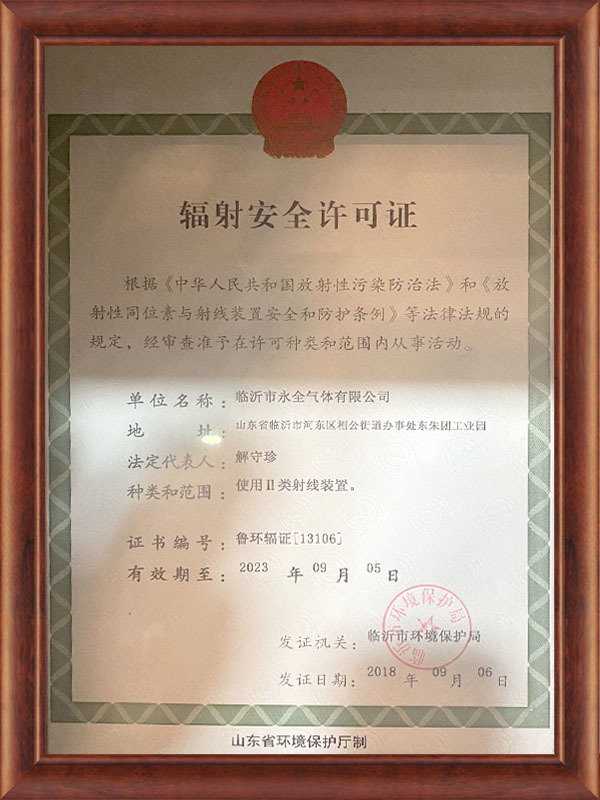 辐射安全许可证
根据《中华人民共和国放射性污染防治法》和《放
射性同位素与射线装置安全和防护条例》等法律法规的
规定，经审查准予在许可种类和范围内从事活动。
单位名称：临沂市永全气体有限公司
地 址：山东省临沂市河东区相公街道办事处东朱团工业园
法定代表人：解守珍
种类和范围：使用Ⅱ类射线装置。
证书编号：鲁环辐证[13106]
有效期至：2023 年 09 月 05 日
发证机关：临沂市环境保护局
发证日期：2018 年 09 月 06 日
临沂市环境保护局
山东省环境保护厅制